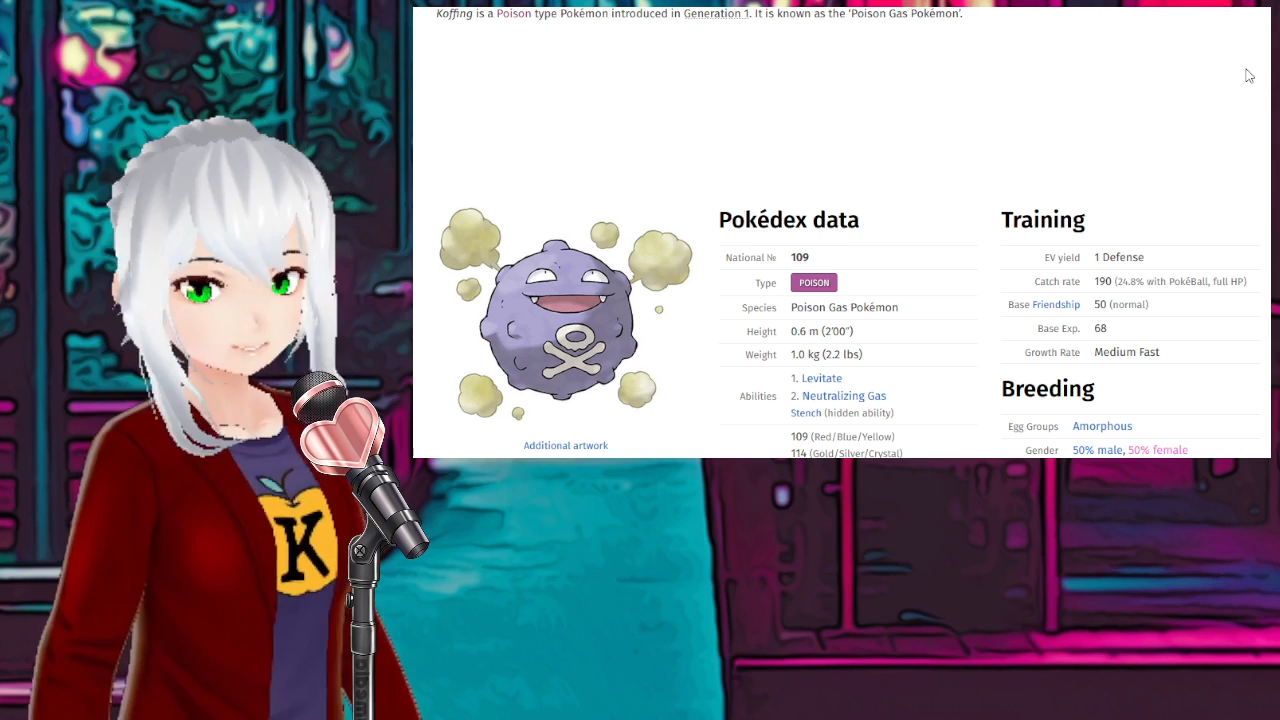 Koffing is a Poison type Pokémon introduced in Generation 1. It is known as the 'Poison Gas Pokémon'.
Pokédex data
National № 109
Type POISON
Species Poison Gas Pokémon
Height 0.6 m (2'00")
Weight 1.0 kg (2.2 lbs)
Abilities
1. Levitate
2. Neutralizing Gas
Stench (hidden ability)
109 (Red/Blue/Yellow)
114 (Gold/Silver/Crystal)
Additional artwork
Training
EV yield 1 Defense
Catch rate 190 (24.8% with PokéBall, full HP)
Base Friendship 50 (normal)
Base Exp. 68
Growth Rate Medium Fast
Breeding
Egg Groups Amorphous
Gender 50% male, 50% female
K